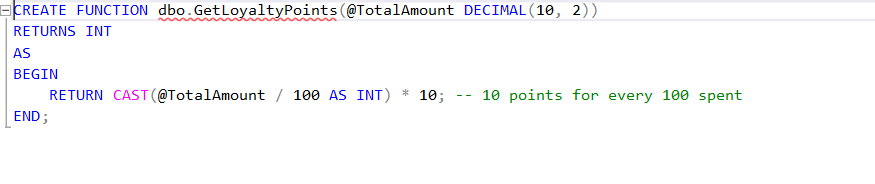 CREATE FUNCTION dbo.GetLoyaltyPoints(@TotalAmount DECIMAL(10, 2))
RETURNS INT
AS
BEGIN
    RETURN CAST(@TotalAmount / 100 AS INT) * 10; -- 10 points for every 100 spent
END;